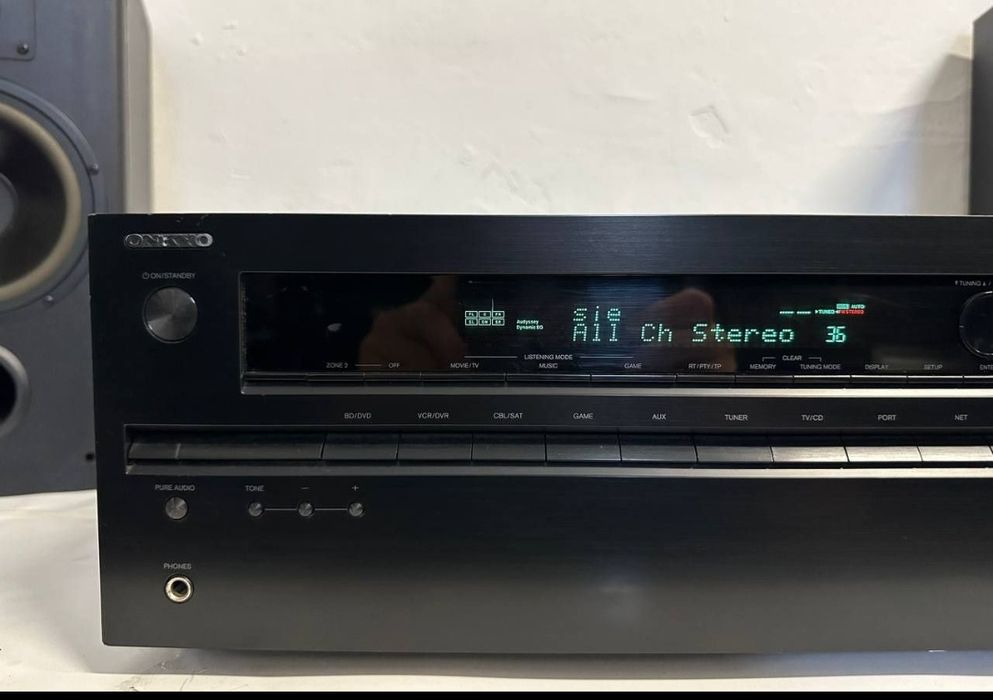 ONKYO
ON/STANDBY
TUNING
AUTO
TUNED FM STEREO
sie
Audyssey
Dynamic EQ
All Ch Stereo 36
LISTENING MODE
CLEAR
ZONE 2 OFF MOVIE/TV MUSIC GAME RT/PTY/TP MEMORY TUNING MODE DISPLAY SETUP
BD/DVD VCR/DVR CBL/SAT GAME AUX TUNER TV/CD PORT NET
PURE AUDIO TONE − +
PHONES